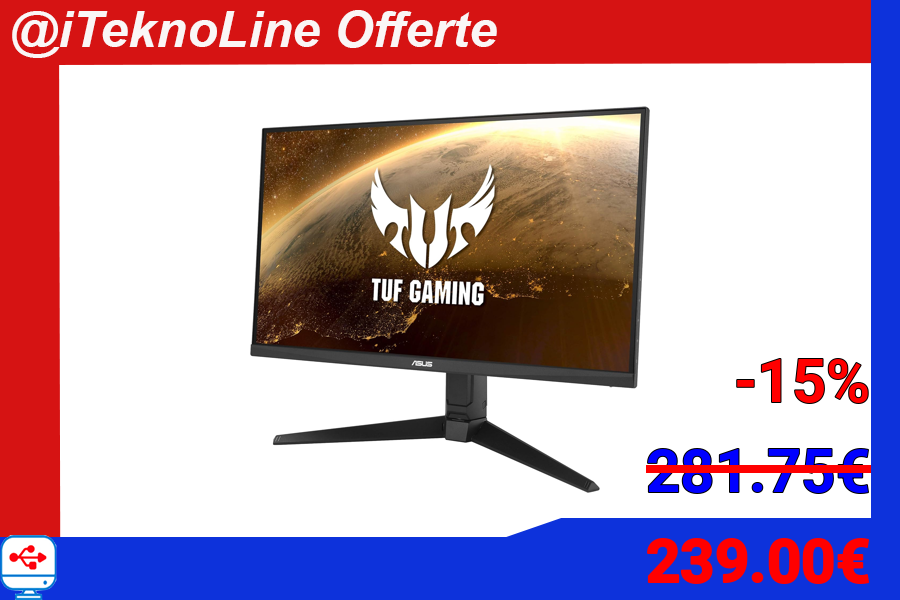 @iTeknoLine Offerte
TUF GAMING
ASUS
-15%
281.75€
239.00€